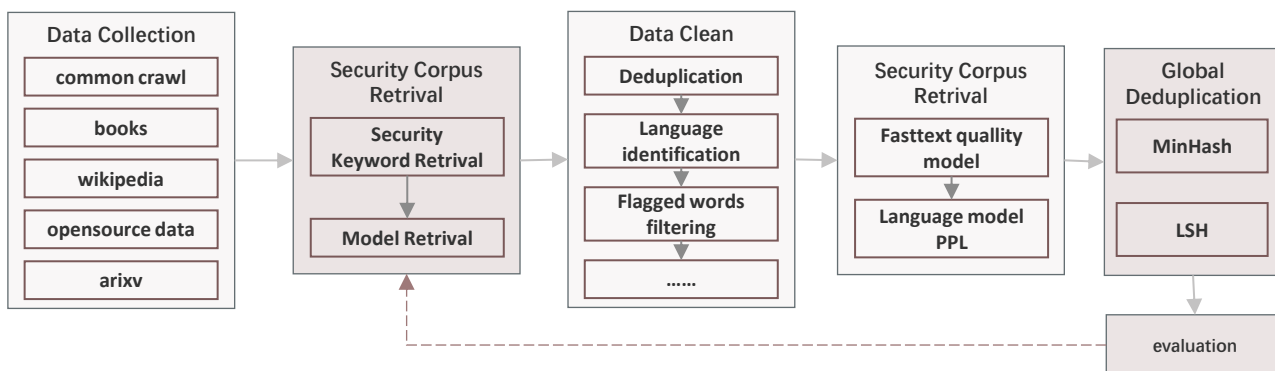 Data Collection
common crawl
books
wikipedia
opensource data
arixv
Security Corpus
Retrival
Security
Keyword Retrival
Model Retrival
Data Clean
Deduplication
Language
identification
Flagged words
filtering
……
Security Corpus
Retrival
Fasttext quallity
model
Language model
PPL
Global
Deduplication
MinHash
LSH
evaluation